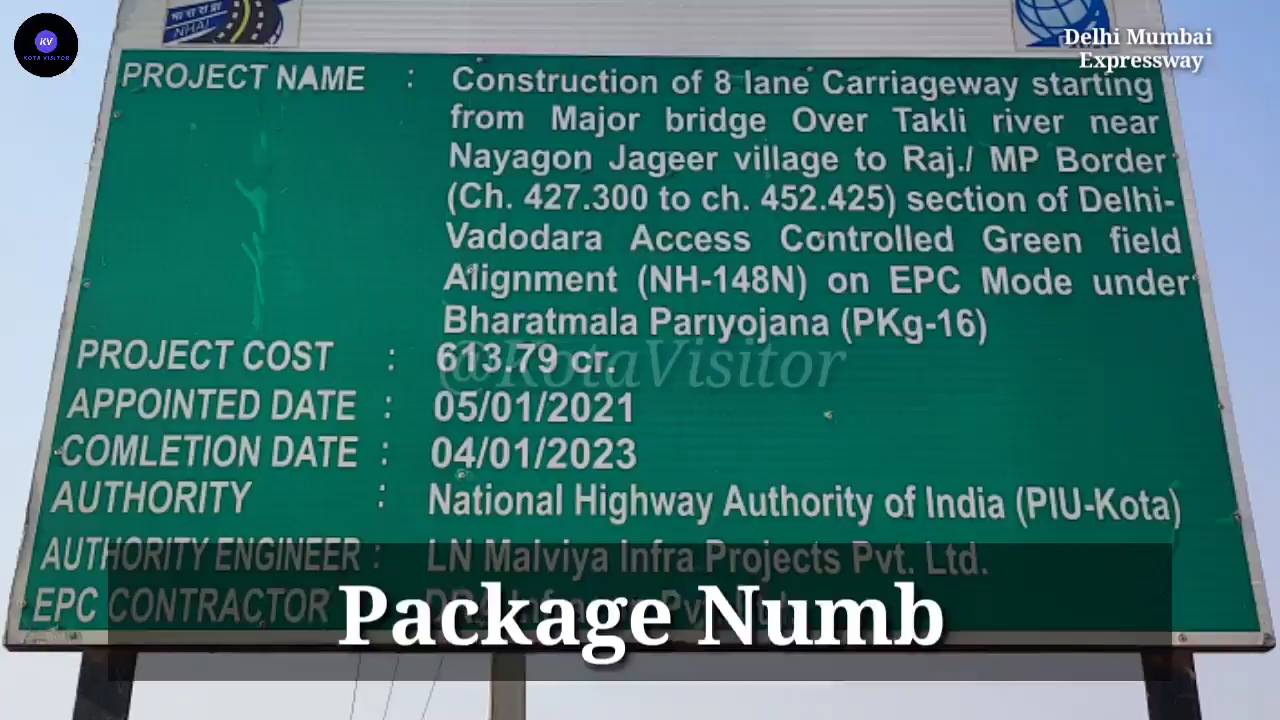 KV
KOTA VISITOR
भा रा रा प्रा
NHAI
Delhi Mumbai
Expressway
PROJECT NAME : Construction of 8 lane Carriageway starting
from Major bridge Over Takli river near
Nayagon Jageer village to Raj./ MP Border
(Ch. 427.300 to ch. 452.425) section of Delhi-
Vadodara Access Controlled Green field
Alignment (NH-148N) on EPC Mode under
Bharatmala Pariyojana (PKg-16)
PROJECT COST : 613.79 cr.
@KotaVisitor
APPOINTED DATE : 05/01/2021
COMLETION DATE : 04/01/2023
AUTHORITY : National Highway Authority of India (PIU-Kota)
AUTHORITY ENGINEER : LN Malviya Infra Projects Pvt. Ltd.
EPC CONTRACTOR
Package Numb